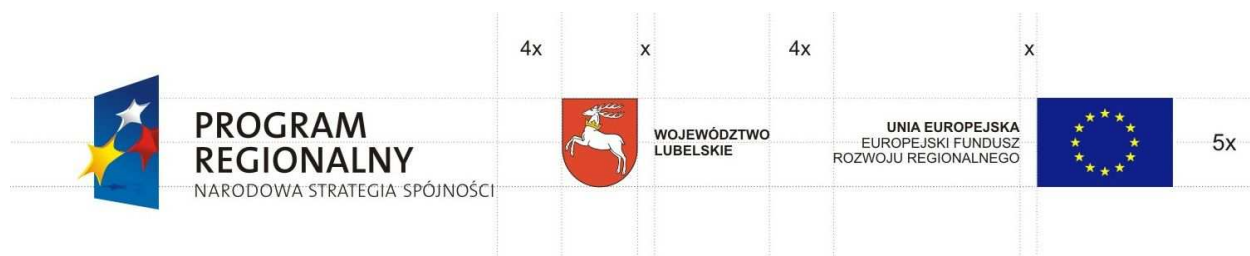 4x
x
4x
x
PROGRAM
REGIONALNY
NARODOWA STRATEGIA SPÓJNOŚCI
WOJEWÓDZTWO
LUBELSKIE
UNIA EUROPEJSKA
EUROPEJSKI FUNDUSZ
ROZWOJU REGIONALNEGO
5x